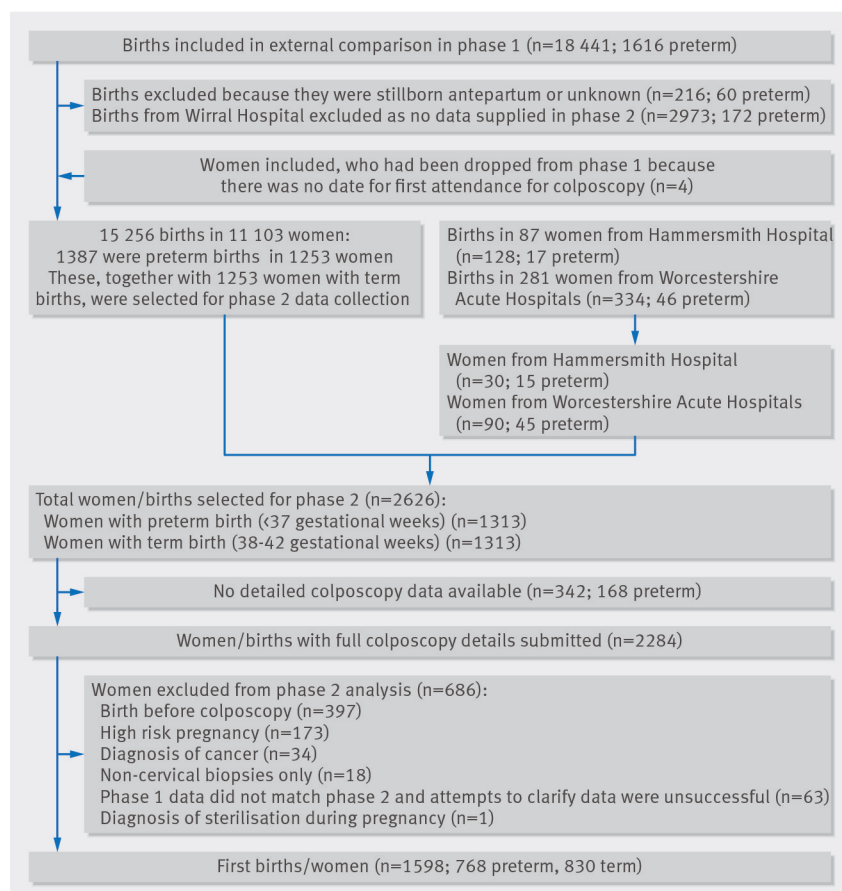 Births included in external comparison in phase 1 (n=18 441; 1616 preterm)
Births excluded because they were stillborn antepartum or unknown (n=216; 60 preterm)
Births from Wirral Hospital excluded as no data supplied in phase 2 (n=2973; 172 preterm)
Women included, who had been dropped from phase 1 because
there was no date for first attendance for colposcopy (n=4)
15 256 births in 11 103 women:
1387 were preterm births in 1253 women
These, together with 1253 women with term
births, were selected for phase 2 data collection
Births in 87 women from Hammersmith Hospital
(n=128; 17 preterm)
Births in 281 women from Worcestershire
Acute Hospitals (n=334; 46 preterm)
Women from Hammersmith Hospital
(n=30; 15 preterm)
Women from Worcestershire Acute Hospitals
(n=90; 45 preterm)
Total women/births selected for phase 2 (n=2626):
Women with preterm birth (<37 gestational weeks) (n=1313)
Women with term birth (38-42 gestational weeks) (n=1313)
No detailed colposcopy data available (n=342; 168 preterm)
Women/births with full colposcopy details submitted (n=2284)
Women excluded from phase 2 analysis (n=686):
Birth before colposcopy (n=397)
High risk pregnancy (n=173)
Diagnosis of cancer (n=34)
Non-cervical biopsies only (n=18)
Phase 1 data did not match phase 2 and attempts to clarify data were unsuccessful (n=63)
Diagnosis of sterilisation during pregnancy (n=1)
First births/women (n=1598; 768 preterm, 830 term)